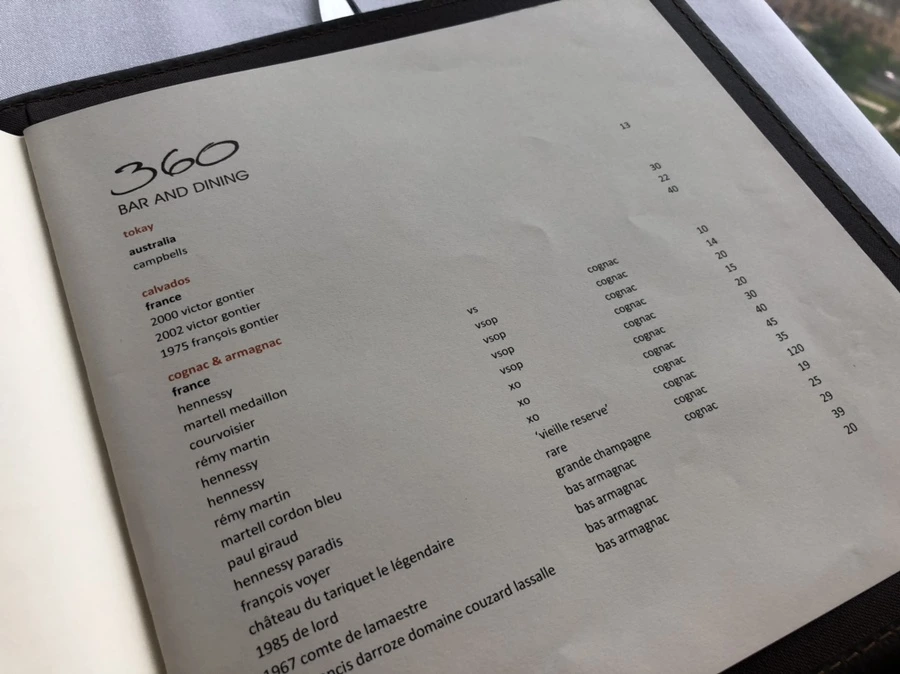 360
BAR AND DINING
tokay
australia
campbells 13
calvados
france
2000 victor gontier 30
2002 victor gontier 22
1975 françois gontier 40
cognac & armagnac
france
hennessy vs cognac 10
martell medaillon vsop cognac 14
courvoisier vsop cognac 20
rémy martin vsop cognac 15
hennessy vsop cognac 20
hennessy xo cognac 30
rémy martin xo cognac 40
martell cordon bleu xo cognac 45
paul giraud ‘vieille reserve’ cognac 35
hennessy paradis rare cognac 120
françois voyer grande champagne cognac 19
château du tariquet le légendaire bas armagnac 25
1985 de lord bas armagnac 29
1967 comte de lamaestre bas armagnac 39
darroze domaine couzard lassalle bas armagnac 20